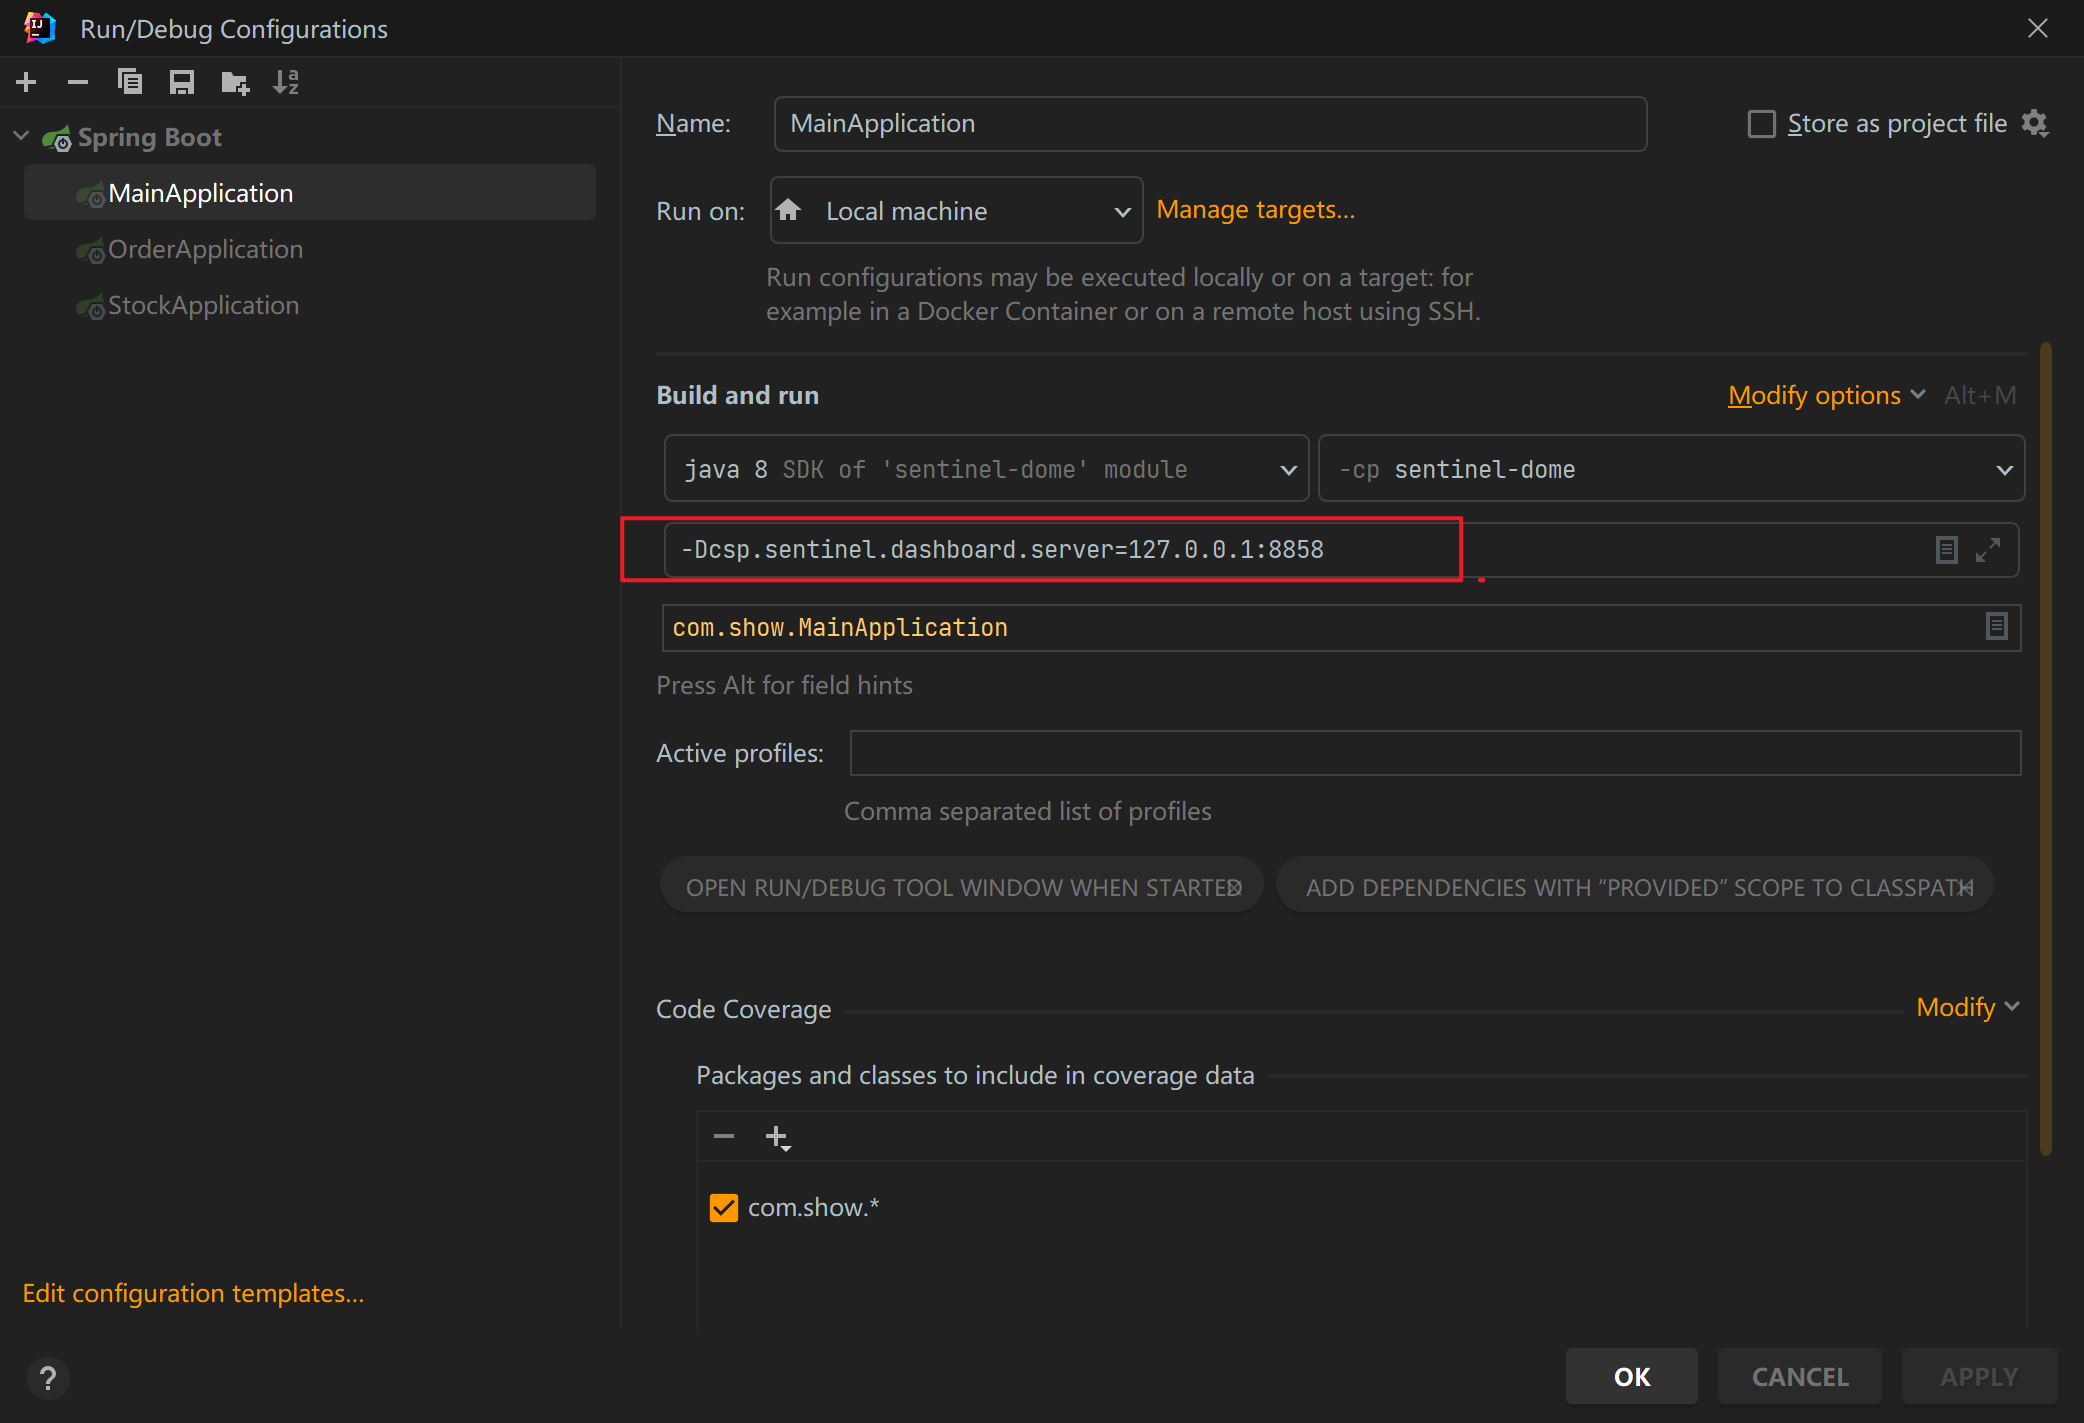 Run/Debug Configurations
Spring Boot
MainApplication
OrderApplication
StockApplication
Edit configuration templates...
Name:
MainApplication
Store as project file
Run on:
Local machine
Manage targets...
Run configurations may be executed locally or on a target: for
example in a Docker Container or on a remote host using SSH.
Build and run
Modify options
Alt+M
java 8 SDK of 'sentinel-dome' module
-cp sentinel-dome
-Dcsp.sentinel.dashboard.server=127.0.0.1:8858
com.show.MainApplication
Press Alt for field hints
Active profiles:
Comma separated list of profiles
OPEN RUN/DEBUG TOOL WINDOW WHEN STARTED
ADD DEPENDENCIES WITH “PROVIDED” SCOPE TO CLASSPATH
Code Coverage
Modify
Packages and classes to include in coverage data
com.show.*
?
OK
CANCEL
APPLY